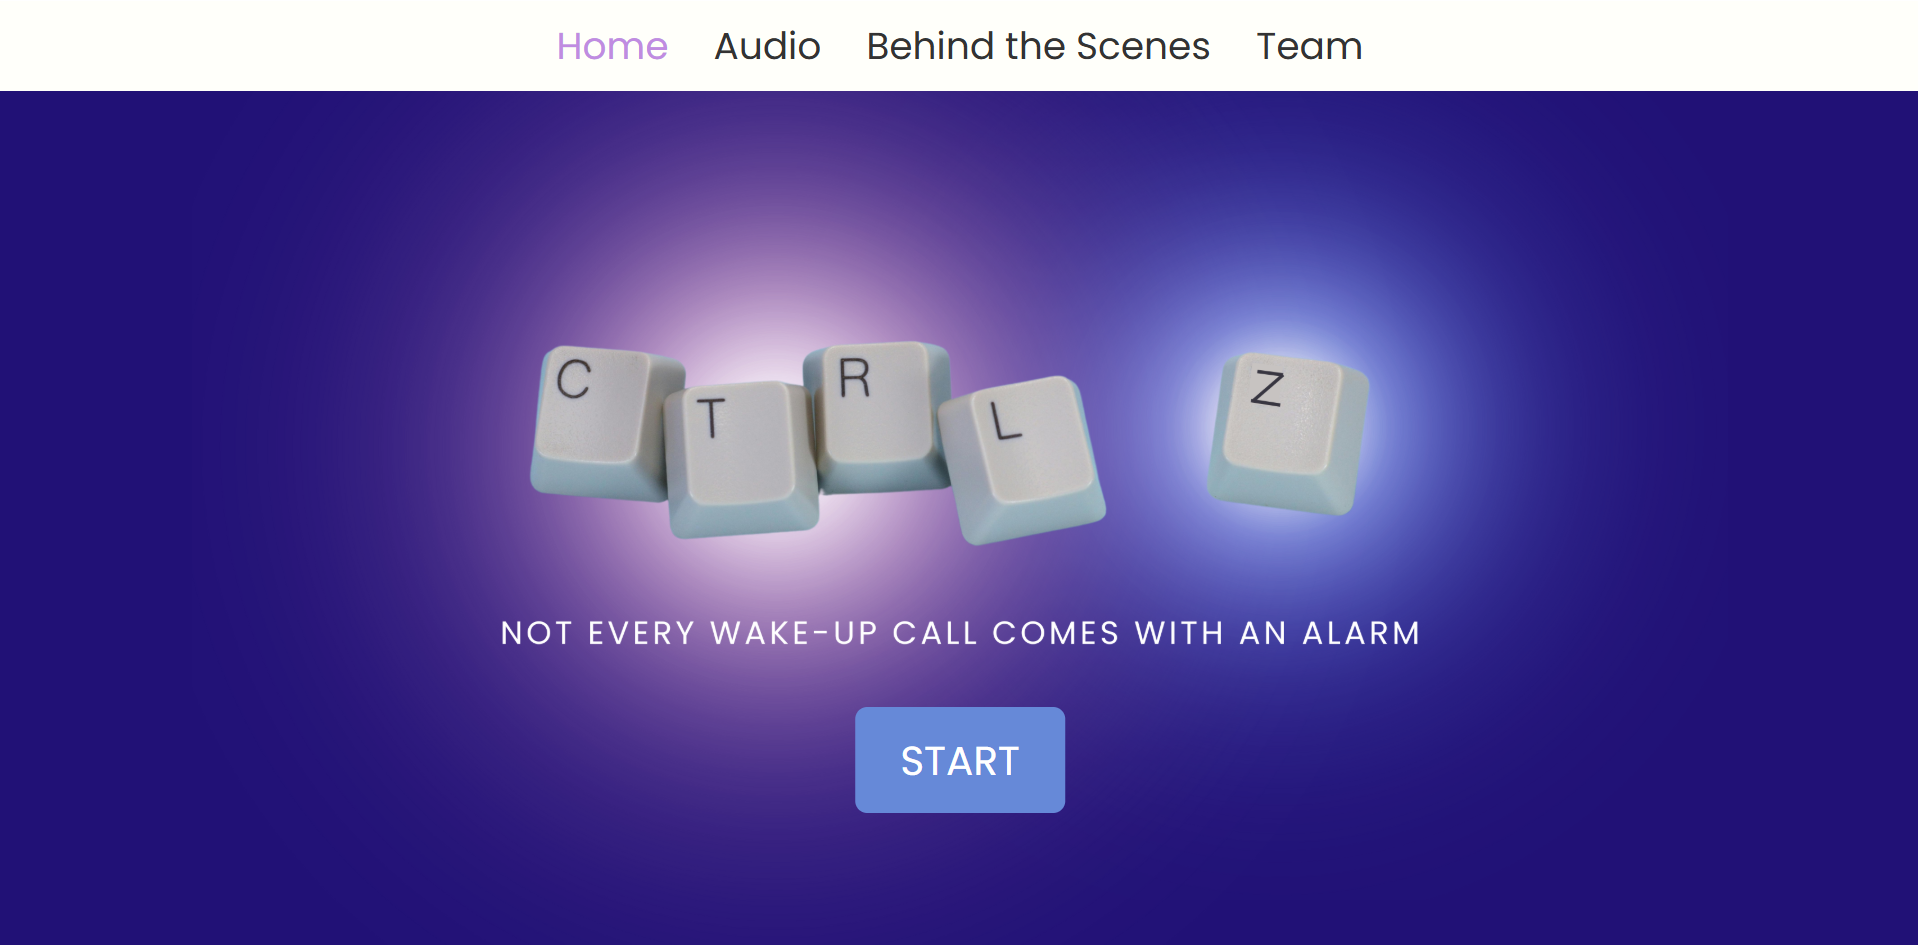 Home Audio Behind the Scenes Team
C T R L Z
NOT EVERY WAKE-UP CALL COMES WITH AN ALARM
START